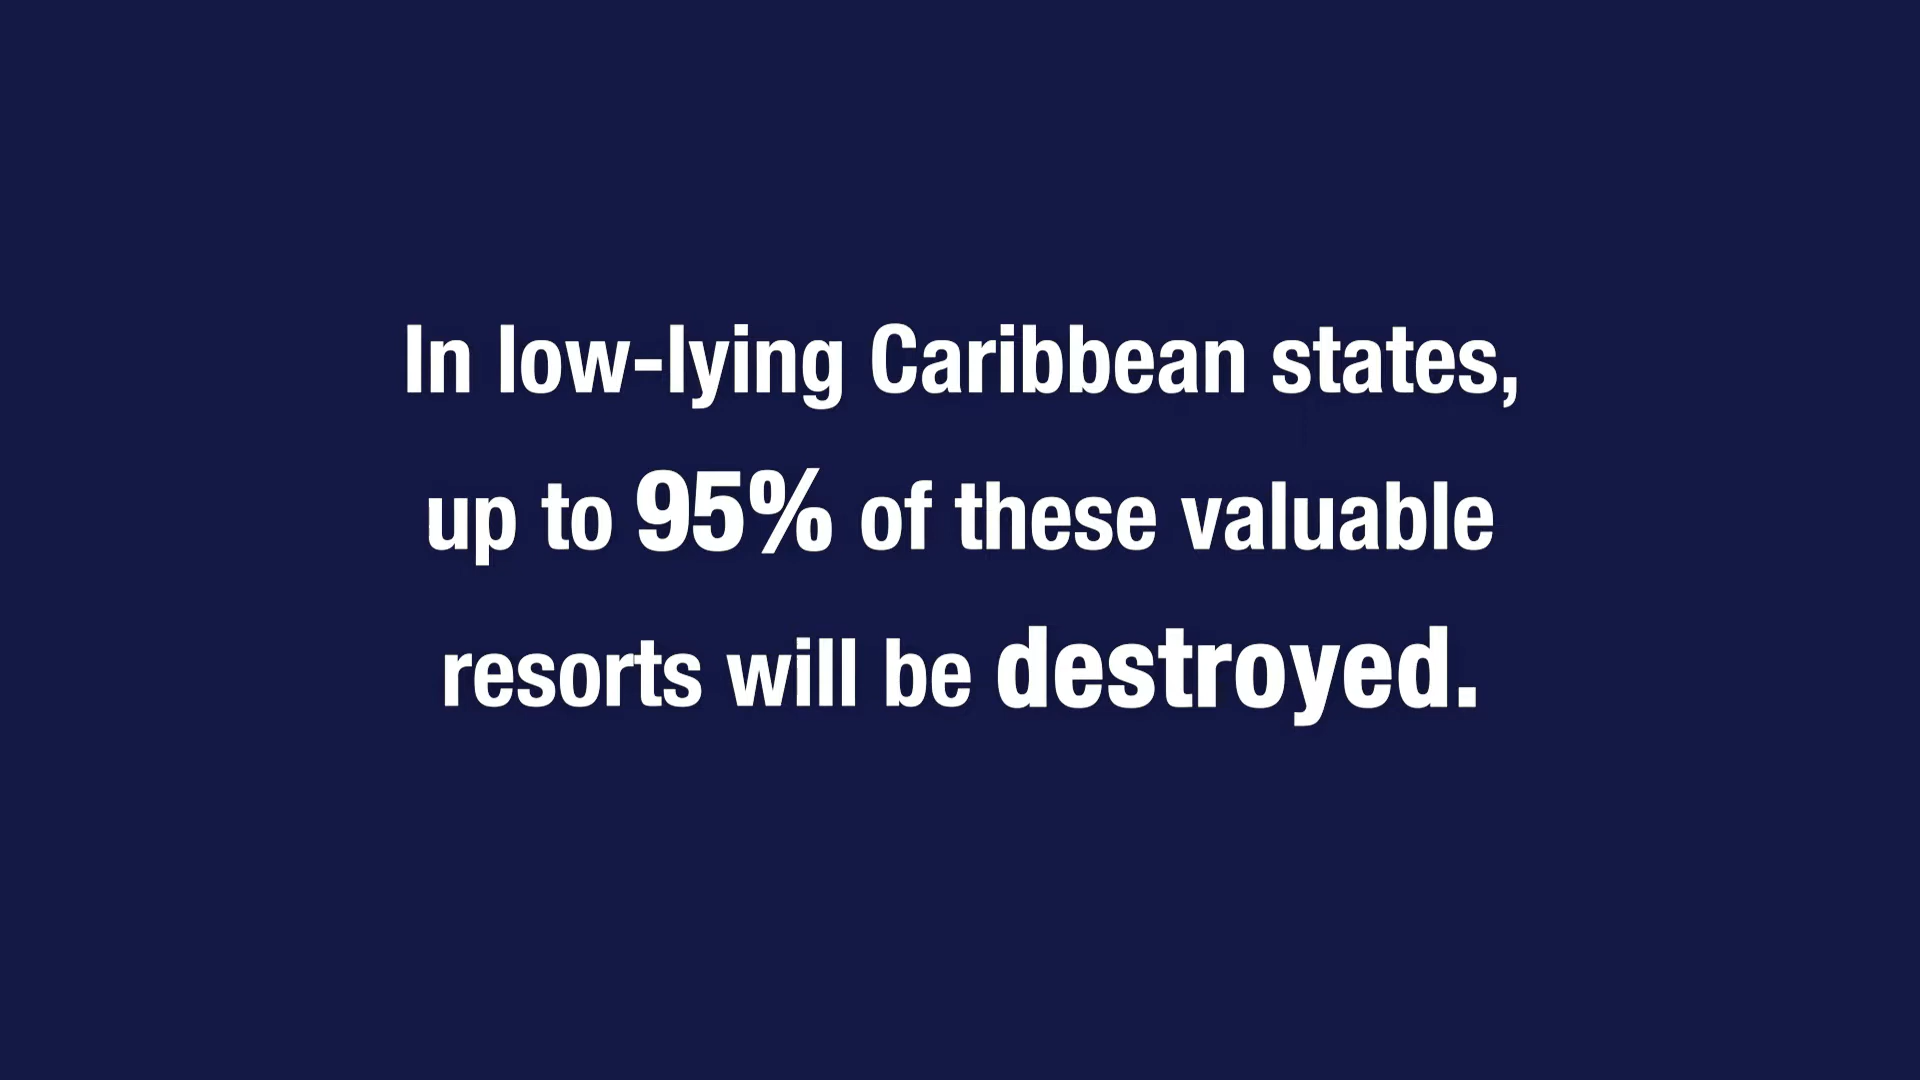 In low-lying Caribbean states,
up to 95% of these valuable
resorts will be destroyed.